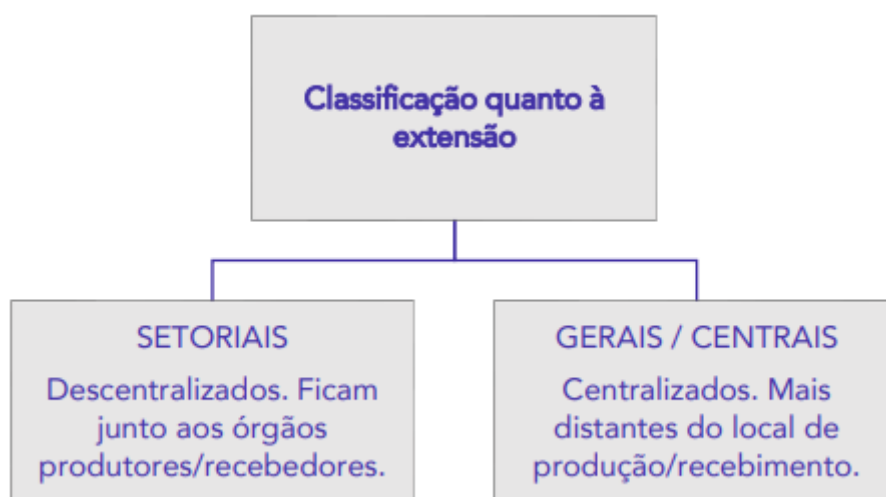 Classificação quanto à
extensão
SETORIAIS
Descentralizados. Ficam
junto aos órgãos
produtores/recebedores.
GERAIS / CENTRAIS
Centralizados. Mais
distantes do local de
produção/recebimento.